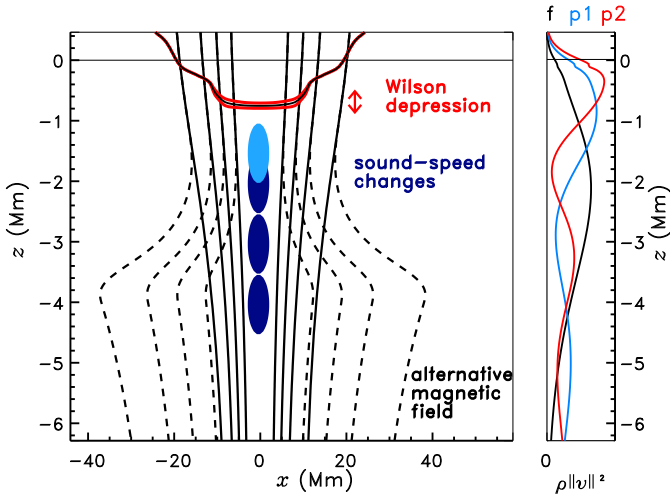 f p1 p2
0
−1
−2
−3
−4
−5
−6
z (Mm)
Wilson
depression
sound−speed
changes
alternative
magnetic
field
−40 −20 0 20 40
x (Mm)
0
−1
−2
−3
−4
−5
−6
z (Mm)
0
ρ||υ||²